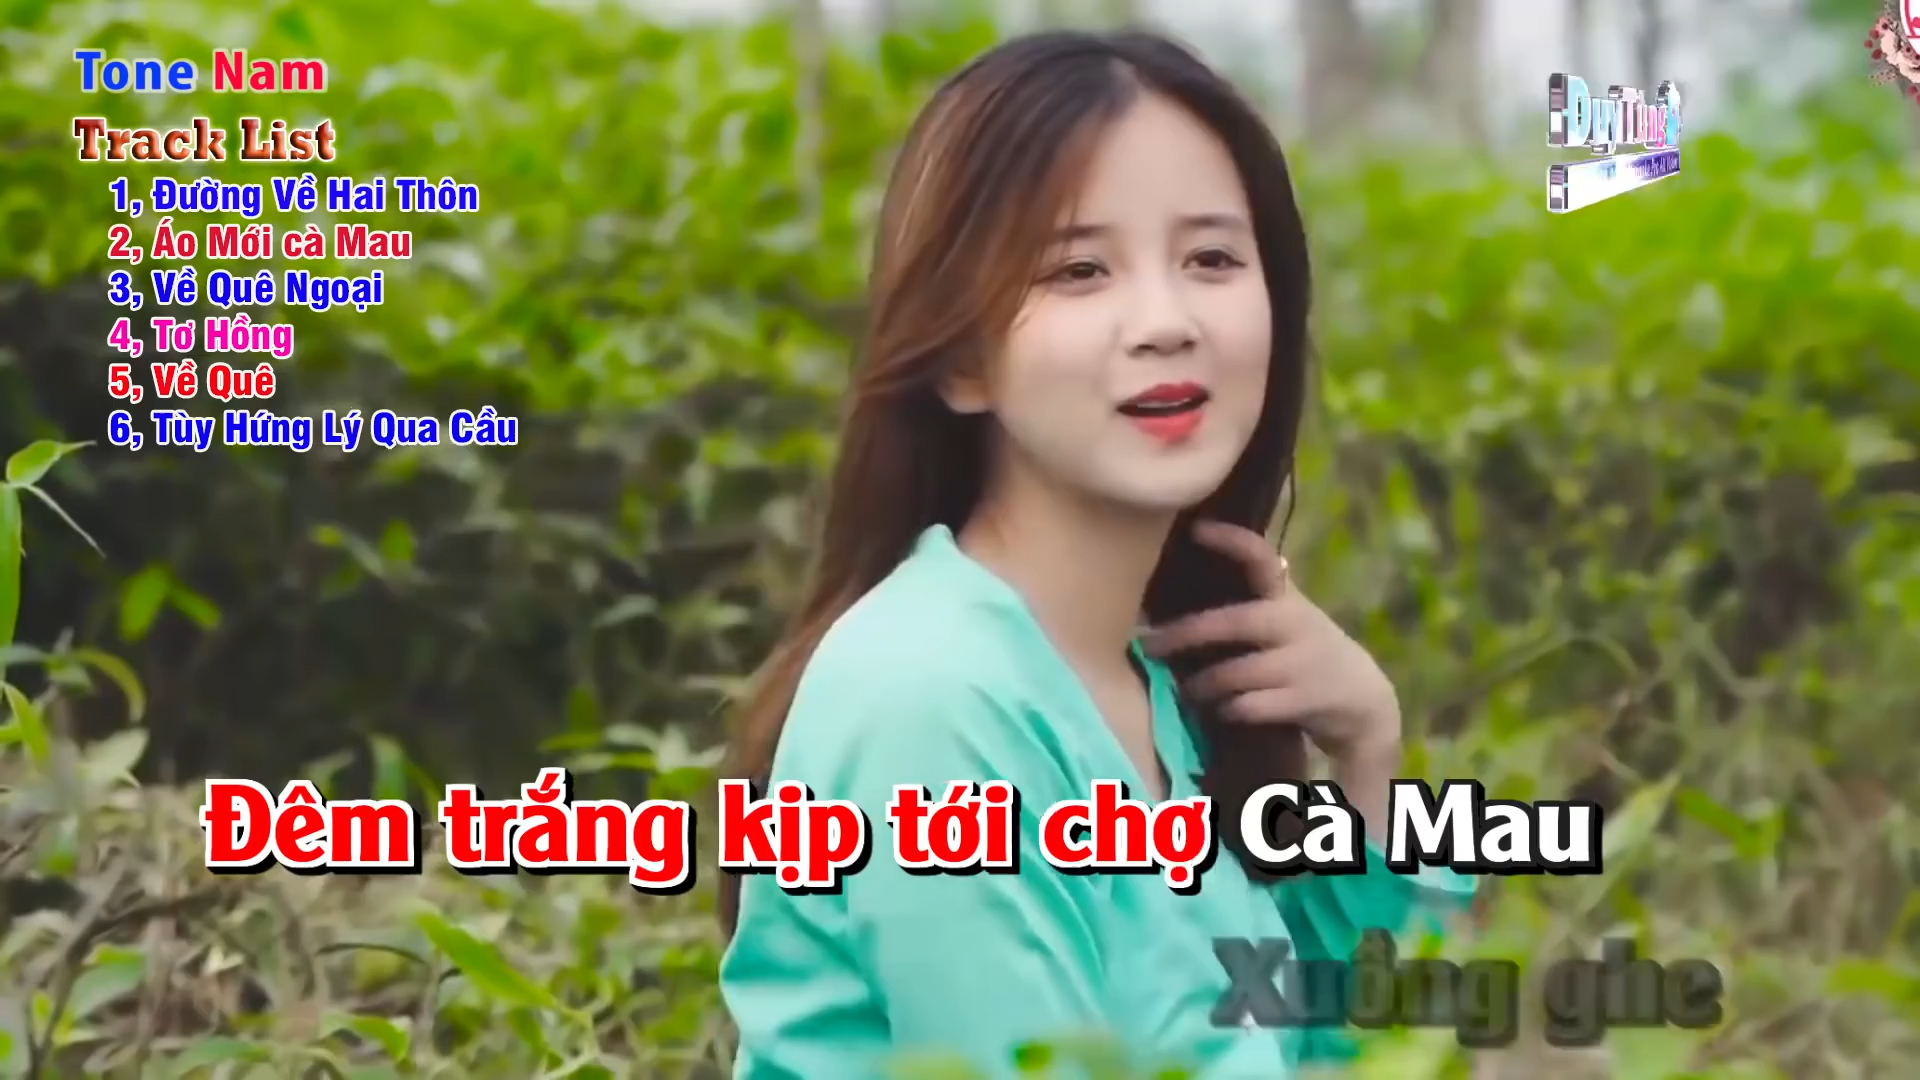 Tone Nam
Track List
1, Đường Về Hai Thôn
2, Áo Mới cà Mau
3, Về Quê Ngoại
4, Tơ Hồng
5, Về Quê
6, Tùy Hứng Lý Qua Cầu
DuyTùng
Đêm trắng kịp tới chợ Cà Mau
Xuồng ghe